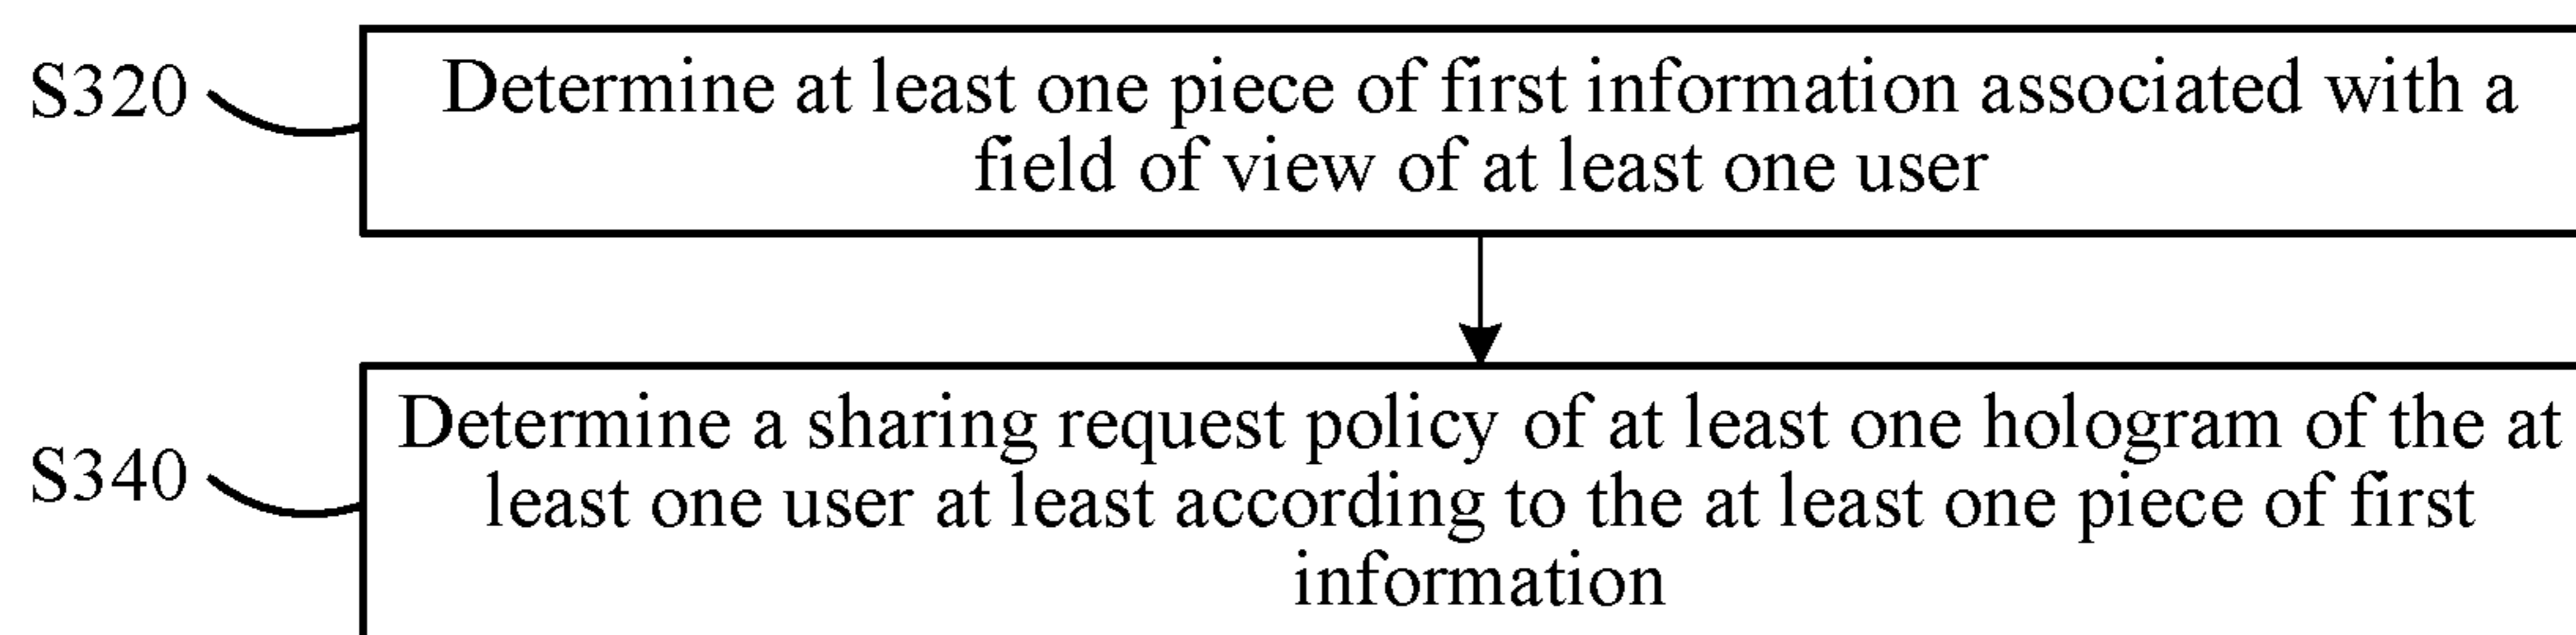 S320
Determine at least one piece of first information associated with a
field of view of at least one user
S340
Determine a sharing request policy of at least one hologram of the at
least one user at least according to the at least one piece of first
information